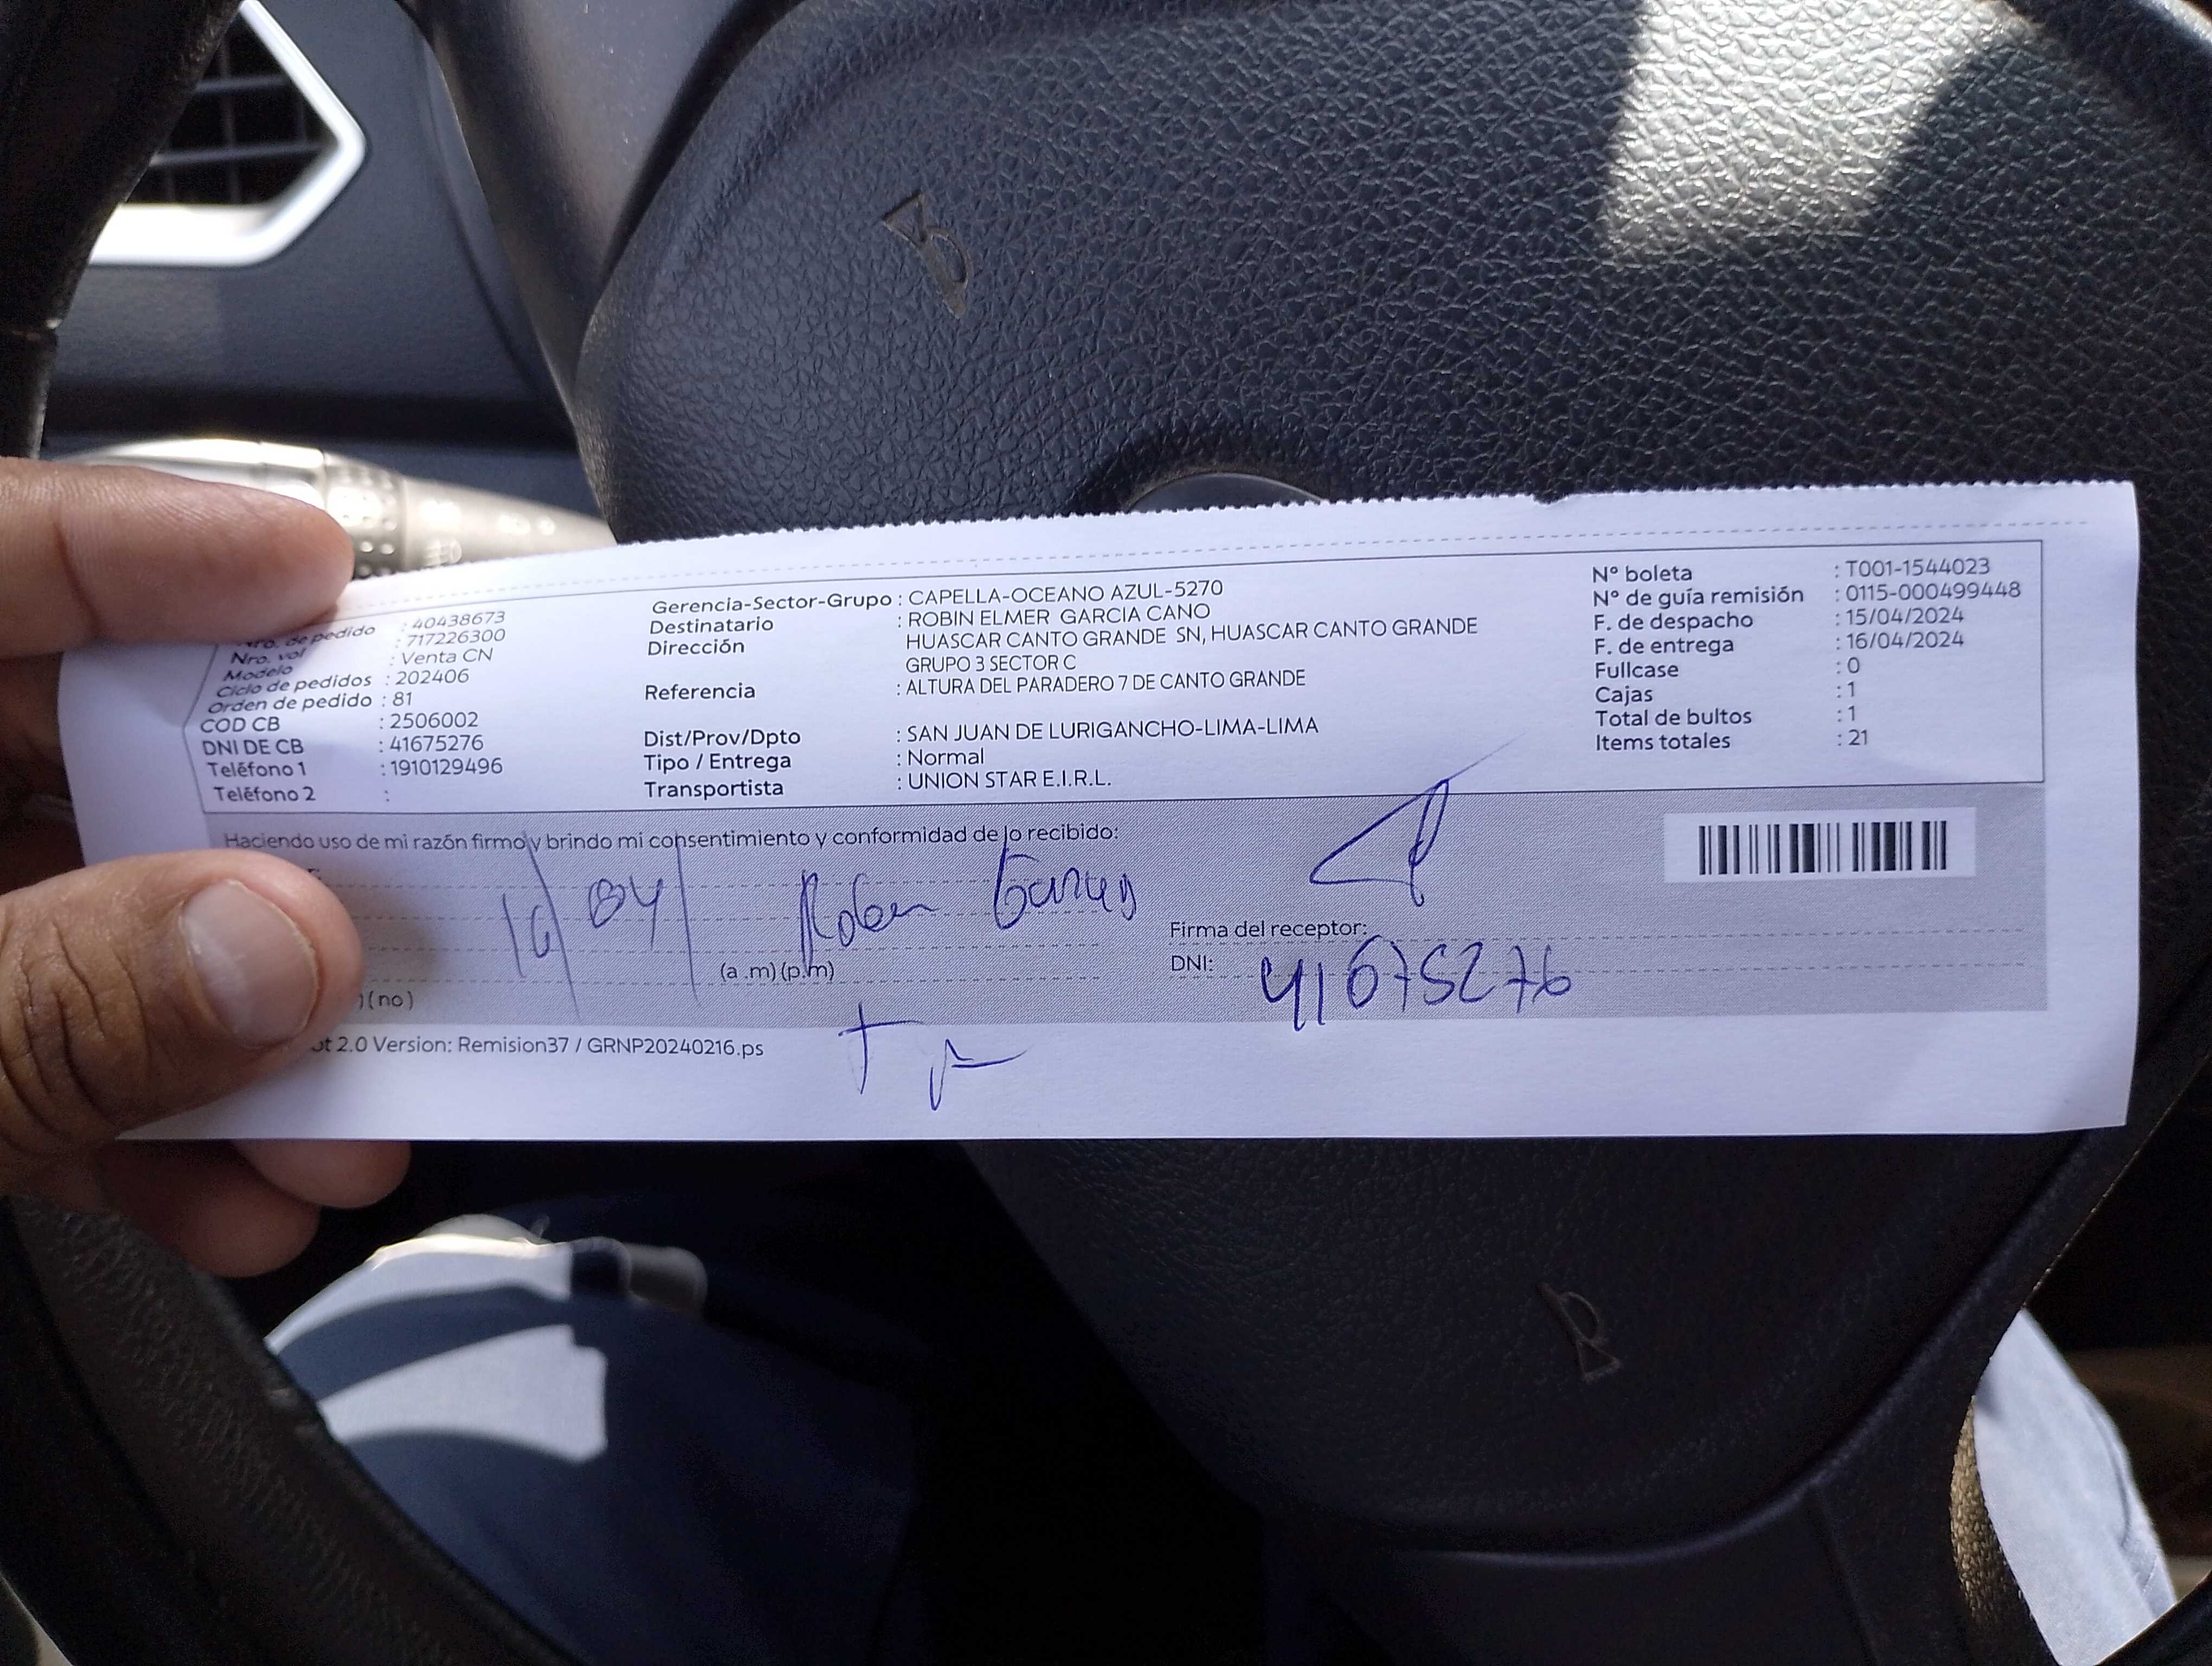 Nro. de pedido : 40438673
Nro. vol : 717226300
Modelo : Venta CN
Ciclo de pedidos : 202406
Orden de pedido : 81
COD CB : 2506002
DNI DE CB : 41675276
Teléfono 1 : 1910129496
Teléfono 2 :
Gerencia-Sector-Grupo : CAPELLA-OCEANO AZUL-5270
Destinatario : ROBIN ELMER GARCIA CANO
Dirección HUASCAR CANTO GRANDE SN, HUASCAR CANTO GRANDE
GRUPO 3 SECTOR C
Referencia : ALTURA DEL PARADERO 7 DE CANTO GRANDE
Dist/Prov/Dpto : SAN JUAN DE LURIGANCHO-LIMA-LIMA
Tipo / Entrega : Normal
Transportista : UNION STAR E.I.R.L.
N° boleta : T001-1544023
N° de guía remisión : 0115-000499448
F. de despacho : 15/04/2024
F. de entrega : 16/04/2024
Fullcase : 0
Cajas : 1
Total de bultos : 1
Items totales : 21
Haciendo uso de mi razón firmo y brindo mi consentimiento y conformidad de lo recibido:
16/04/
(a .m) (p.m)
) (no)
Firma del receptor:
DNI: 41675276
ot 2.0 Version: Remision37 / GRNP20240216.ps